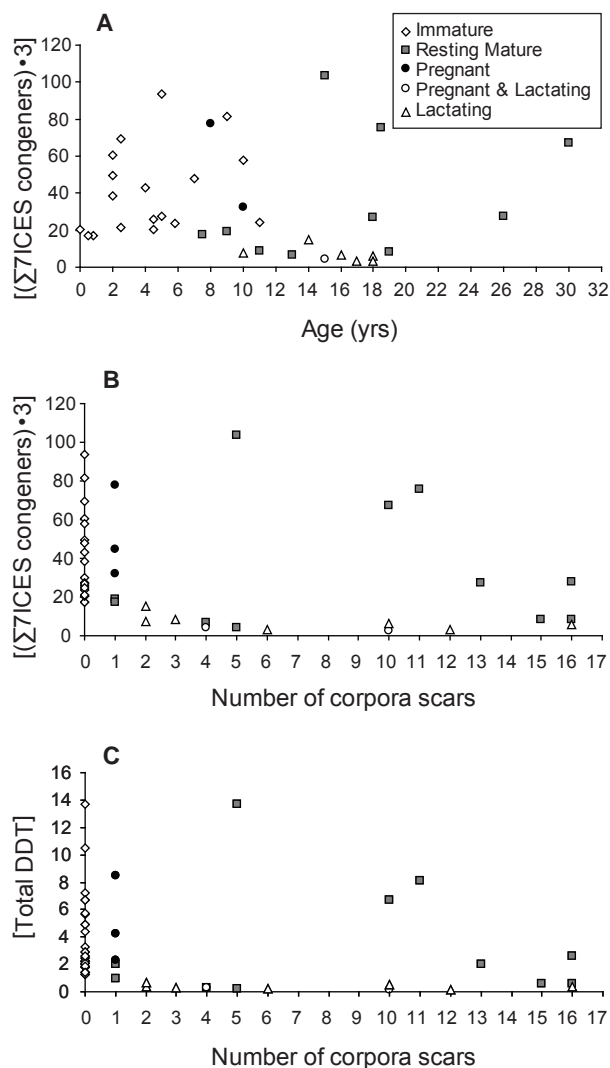 A
Immature
Resting Mature
Pregnant
Pregnant & Lactating
Lactating
120
100
80
60
40
20
0
[(∑7ICES congeners)•3]
0 2 4 6 8 10 12 14 16 18 20 22 24 26 28 30 32
Age (yrs)
B
120
100
80
60
40
20
0
[(∑7ICES congeners)•3]
0 1 2 3 4 5 6 7 8 9 10 11 12 13 14 15 16 17
Number of corpora scars
C
16
14
12
10
8
6
4
2
0
[Total DDT]
0 1 2 3 4 5 6 7 8 9 10 11 12 13 14 15 16 17
Number of corpora scars